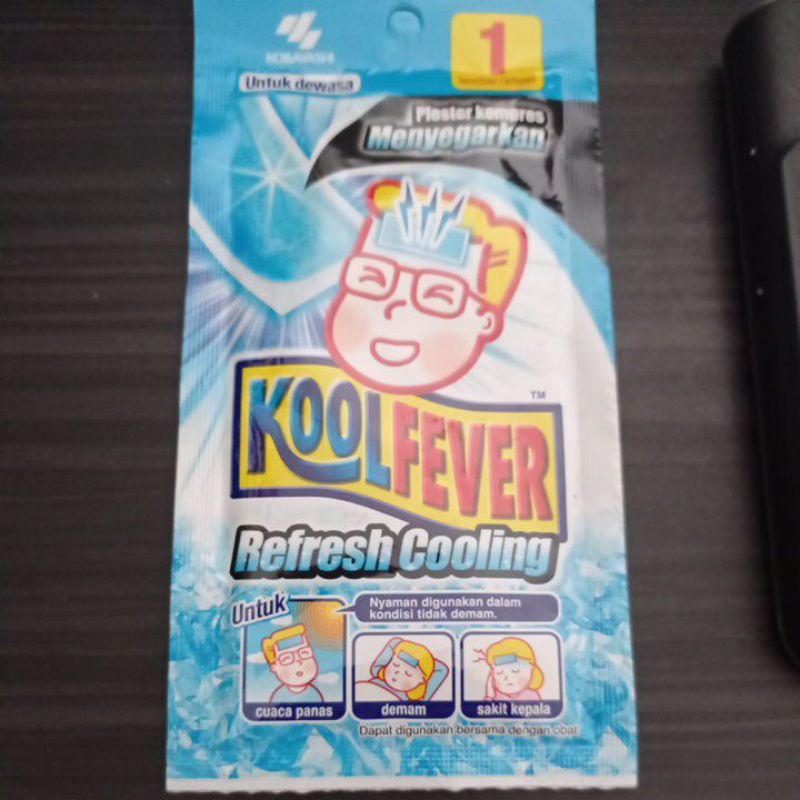 KOBAYASHI
Untuk dewasa
1
Plester kompres
Menyegarkan
KOOLFEVER
TM
Refresh Cooling
Untuk
Nyaman digunakan dalam
kondisi tidak demam.
cuaca panas
demam
sakit kepala
Dapat digunakan bersama dengan obat